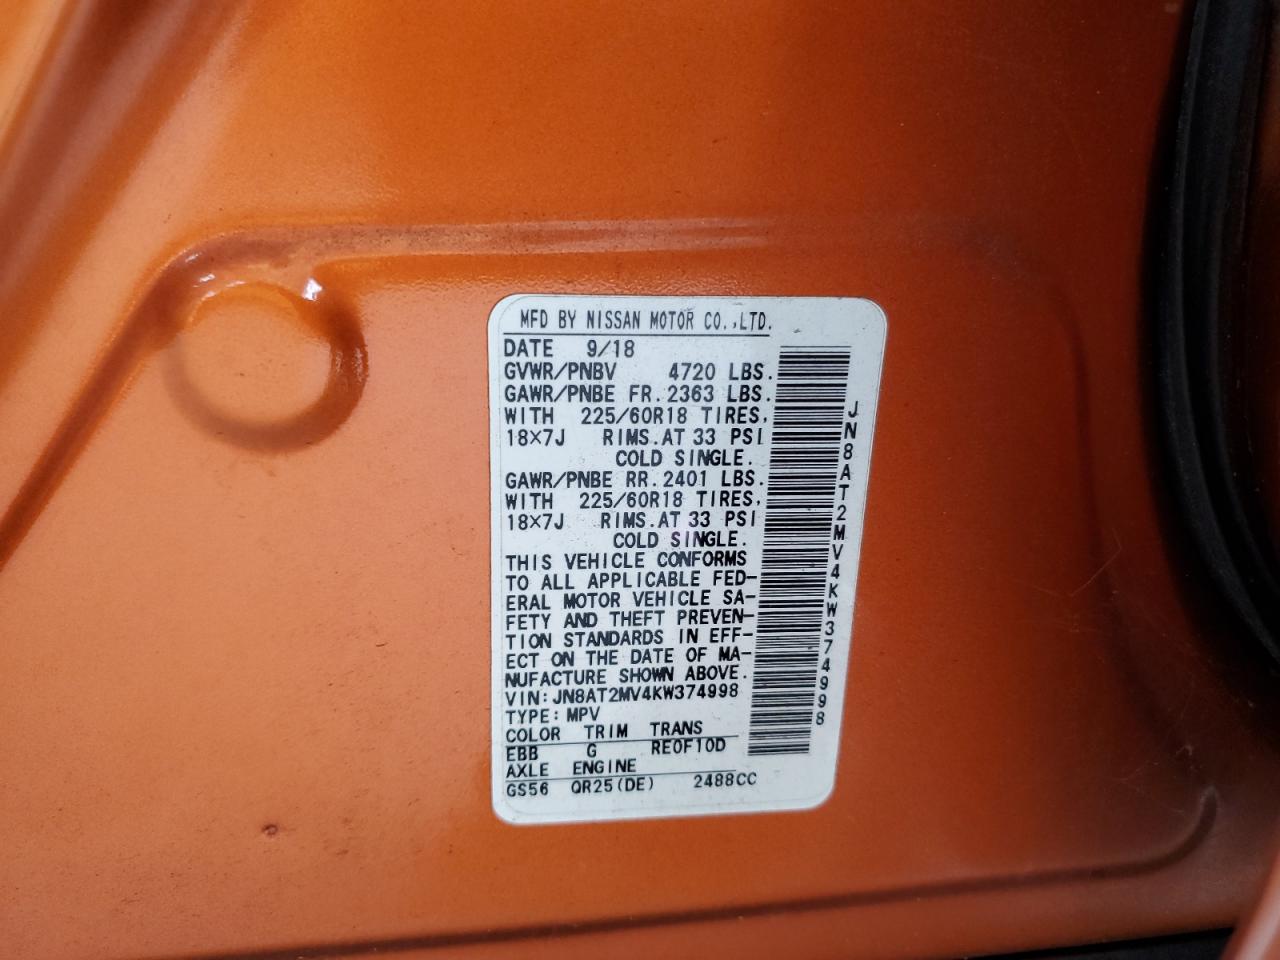 MFD BY NISSAN MOTOR CO.,LTD.
DATE 9/18
GVWR/PNBV 4720 LBS.
GAWR/PNBE FR.2363 LBS.
WITH 225/60R18 TIRES,
18×7J RIMS.AT 33 PSI
COLD SINGLE.
GAWR/PNBE RR.2401 LBS.
WITH 225/60R18 TIRES,
18×7J RIMS.AT 33 PSI
COLD SINGLE.
THIS VEHICLE CONFORMS
TO ALL APPLICABLE FED-
ERAL MOTOR VEHICLE SA-
FETY AND THEFT PREVEN-
TION STANDARDS IN EFF-
ECT ON THE DATE OF MA-
NUFACTURE SHOWN ABOVE.
VIN:JN8AT2MV4KW374998
TYPE:MPV
COLOR TRIM TRANS
EBB G RE0F10D
AXLE ENGINE
GS56 QR25(DE) 2488CC
JN8AT2MV4KW374998